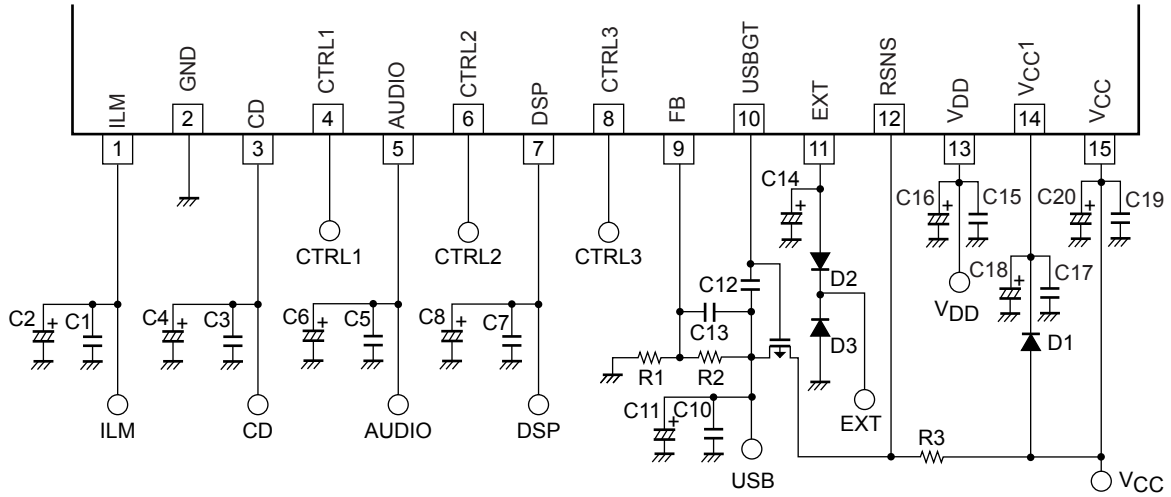 ILM GND CD CTRL1 AUDIO CTRL2 DSP CTRL3 FB USBGT EXT RSNS VDD VCC1 VCC
2 4 6 8 10 12 14
1 3 5 7 9 11 13 15
C14 C16 + C15 C20 + C19
+
CTRL1 CTRL2 CTRL3
C12 D2 C18 + C17
VDD
C2 + C1 C4 + C3 C6 + C5 C8 + C7 C13 D3 D1
R1 R2
C11 + C10 EXT
ILM CD AUDIO DSP R3
USB VCC